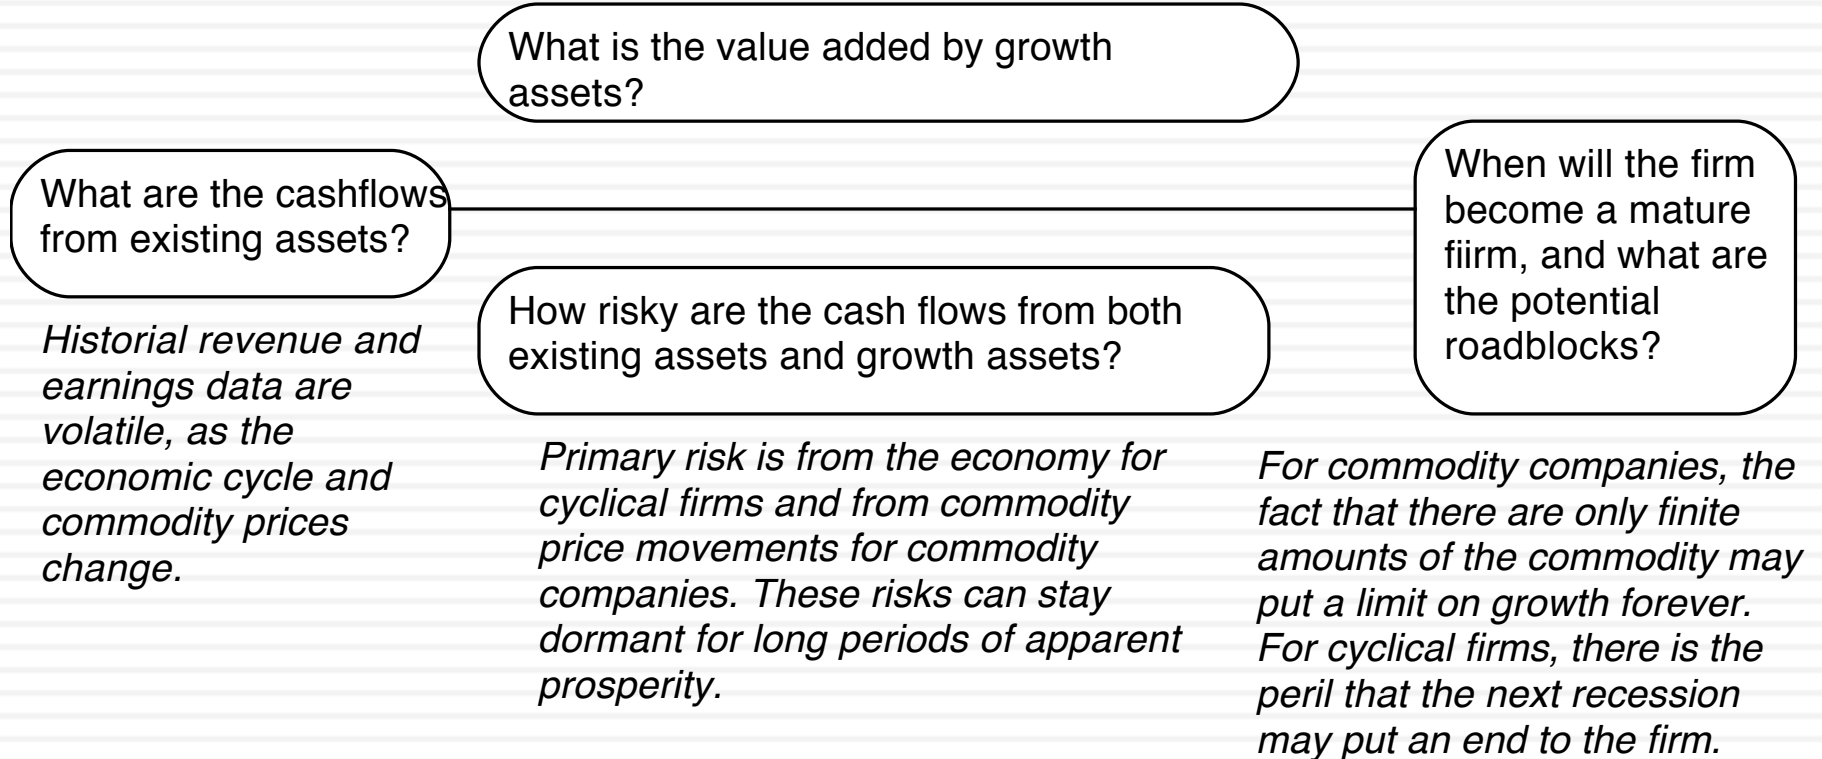 What is the value added by growth
assets?
What are the cashflows
from existing assets?
When will the firm
become a mature
fiirm, and what are
the potential
roadblocks?
How risky are the cash flows from both
existing assets and growth assets?
Historial revenue and
earnings data are
volatile, as the
economic cycle and
commodity prices
change.
Primary risk is from the economy for
cyclical firms and from commodity
price movements for commodity
companies. These risks can stay
dormant for long periods of apparent
prosperity.
For commodity companies, the
fact that there are only finite
amounts of the commodity may
put a limit on growth forever.
For cyclical firms, there is the
peril that the next recession
may put an end to the firm.